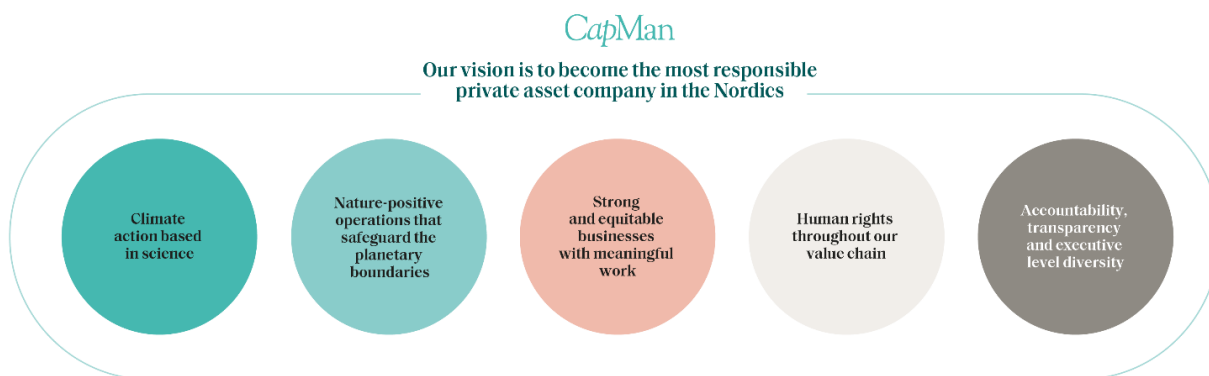 CapMan
Our vision is to become the most responsible
private asset company in the Nordics
Climate
action based
in science
Nature-positive
operations that
safeguard the
planetary
boundaries
Strong
and equitable
businesses
with meaningful
work
Human rights
throughout our
value chain
Accountability,
transparency
and executive
level diversity